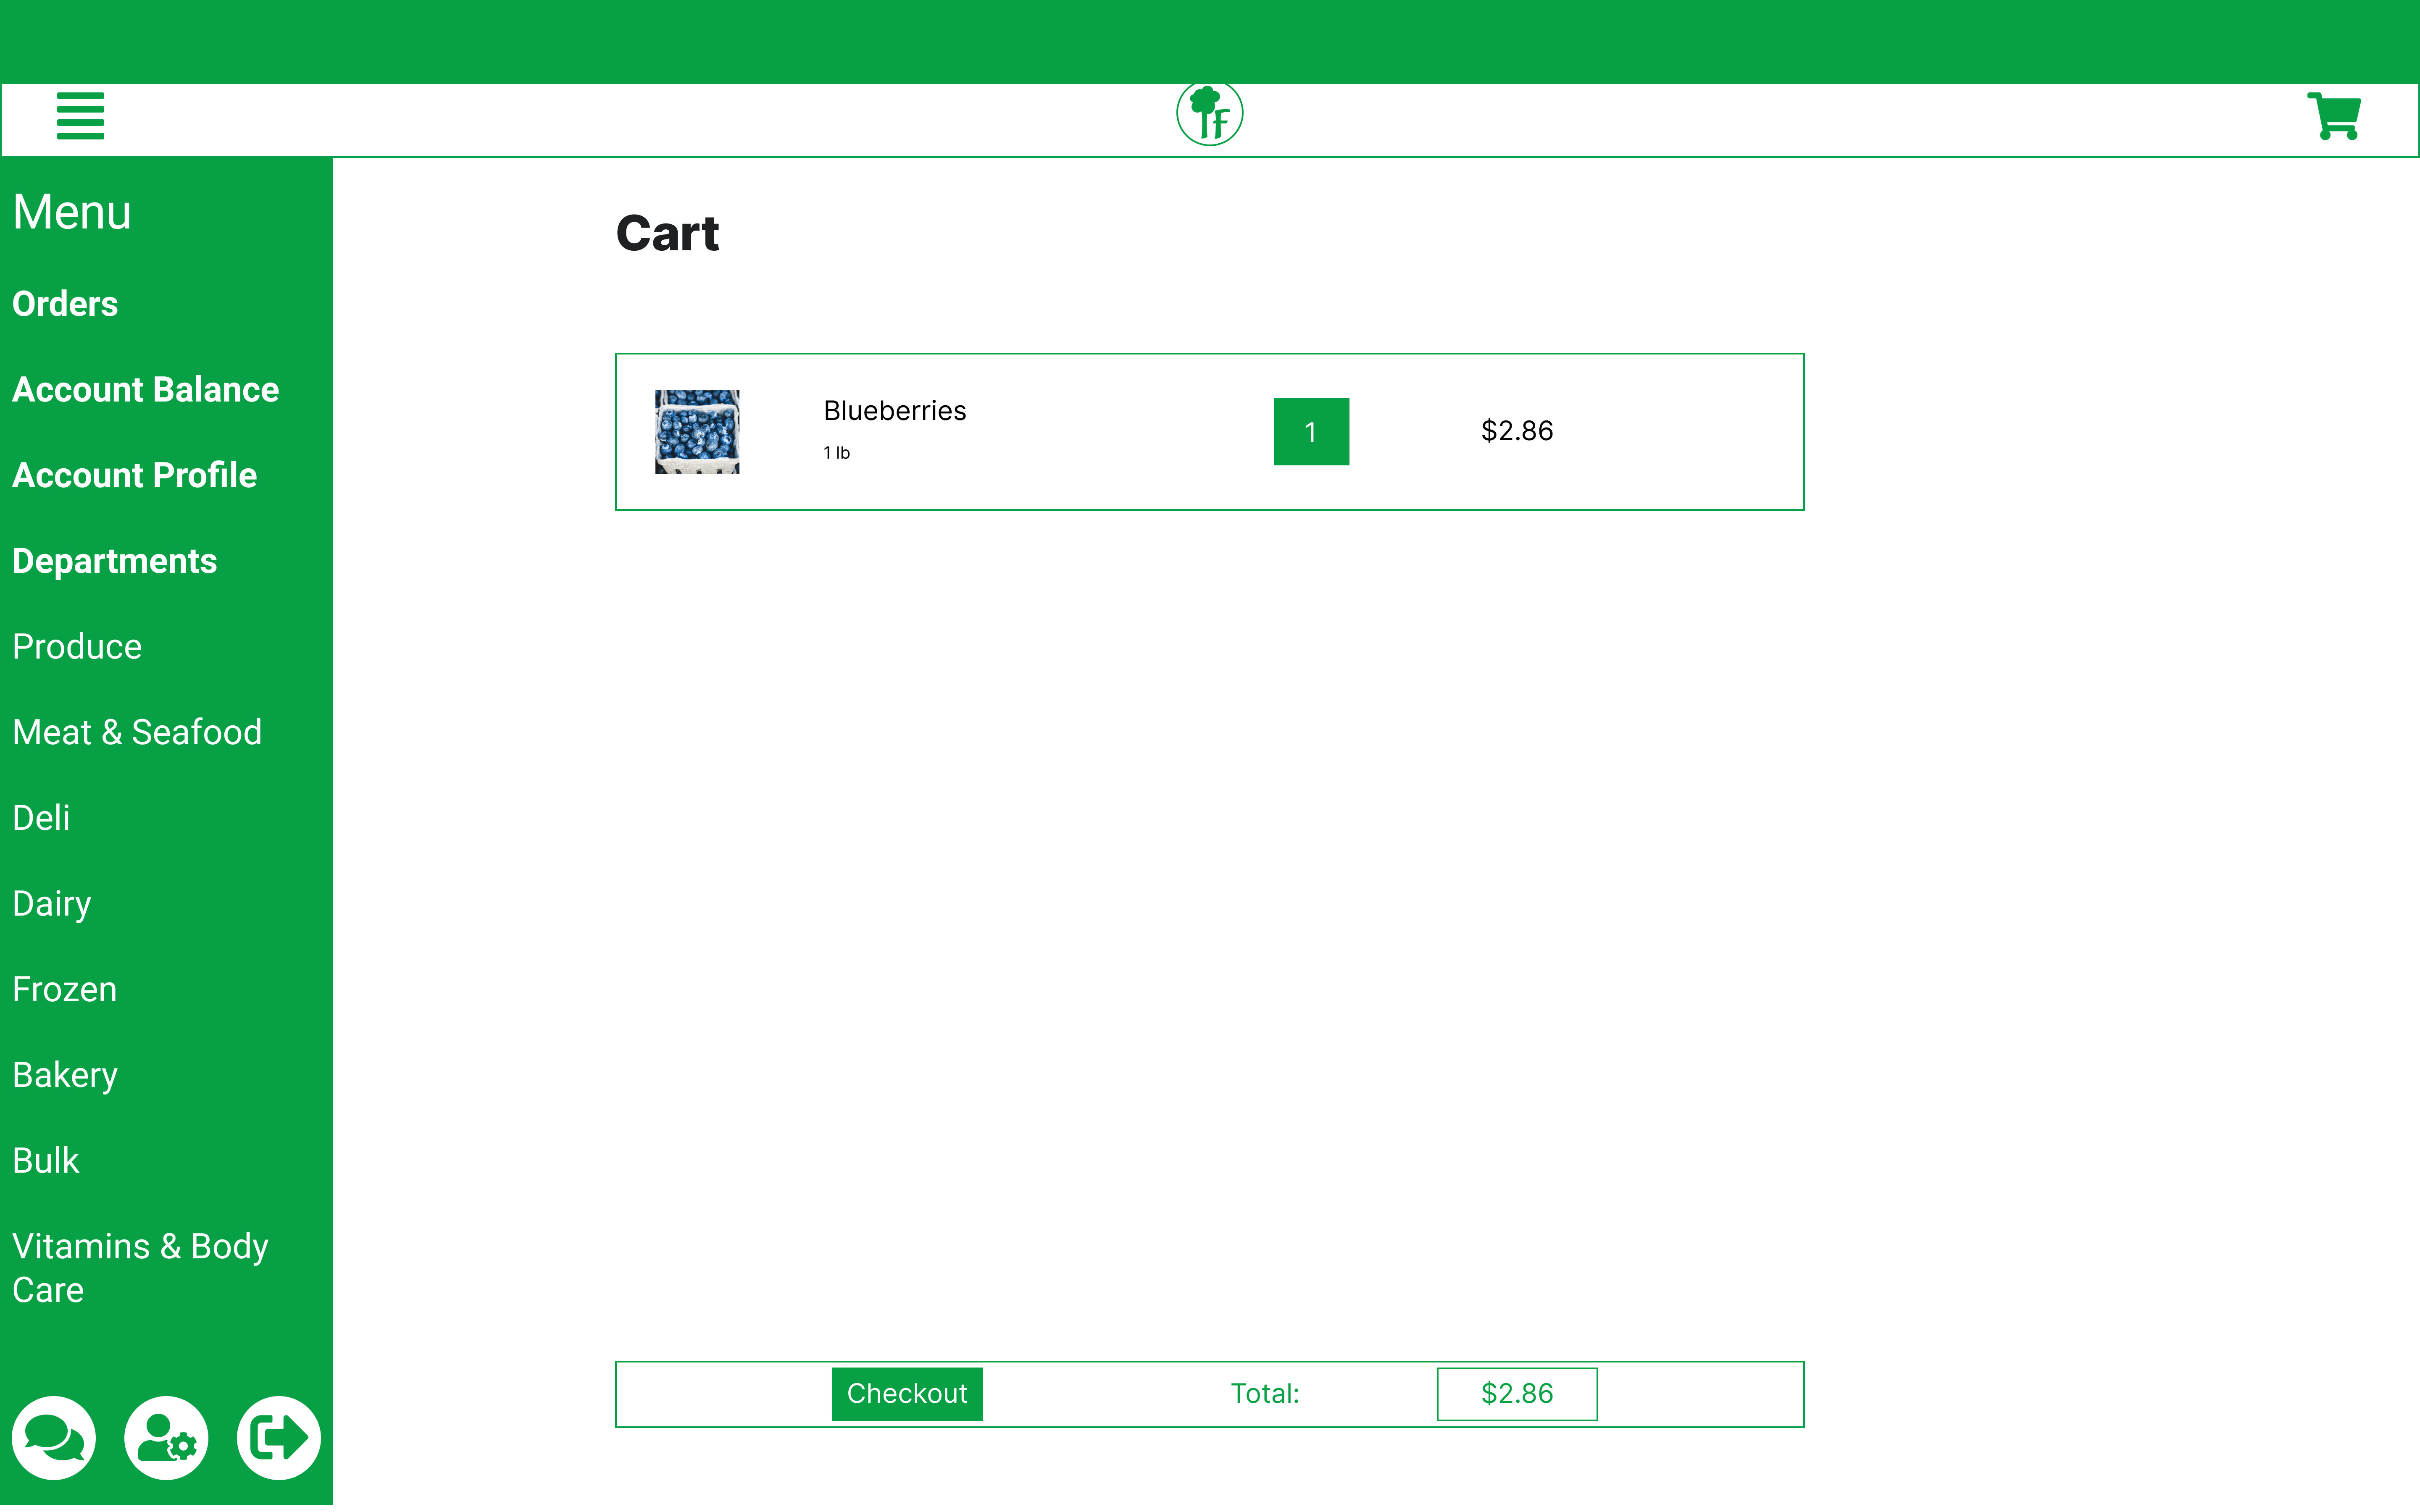 f
Menu
Orders
Account Balance
Account Profile
Departments
Produce
Meat & Seafood
Deli
Dairy
Frozen
Bakery
Bulk
Vitamins & Body
Care
Cart
Blueberries
1 lb
1
$2.86
Checkout
Total:
$2.86